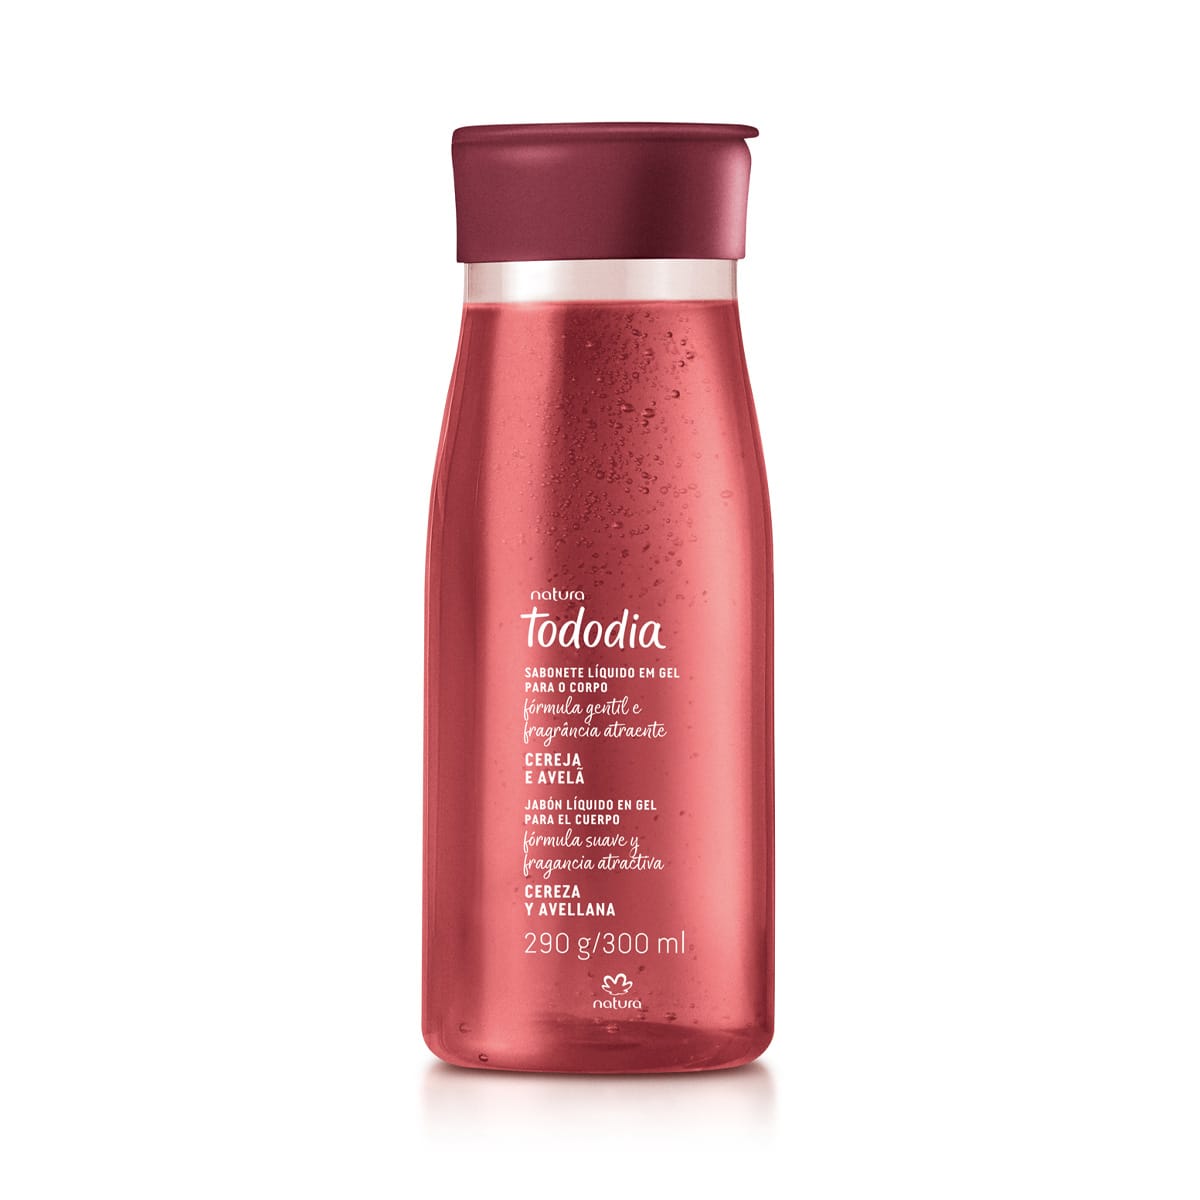 natura
Tododia
SABONETE LÍQUIDO EM GEL
PARA O CORPO
fórmula gentil e
fragrância atraente
CEREJA
E AVELÃ
JABÓN LÍQUIDO EN GEL
PARA EL CUERPO
fórmula suave y
fragancia atractiva
CEREZA
Y AVELLANA
290 g/300 ml
natura